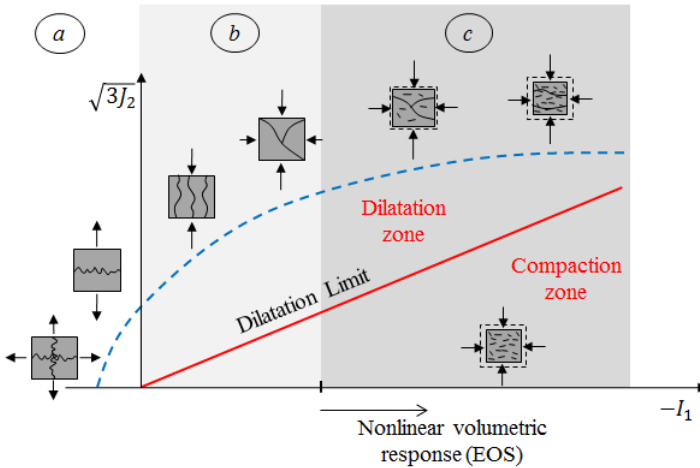 a
b
c
√3J₂
Dilatation
zone
Compaction
zone
Dilatation Limit
−I₁
Nonlinear volumetric
response (EOS)